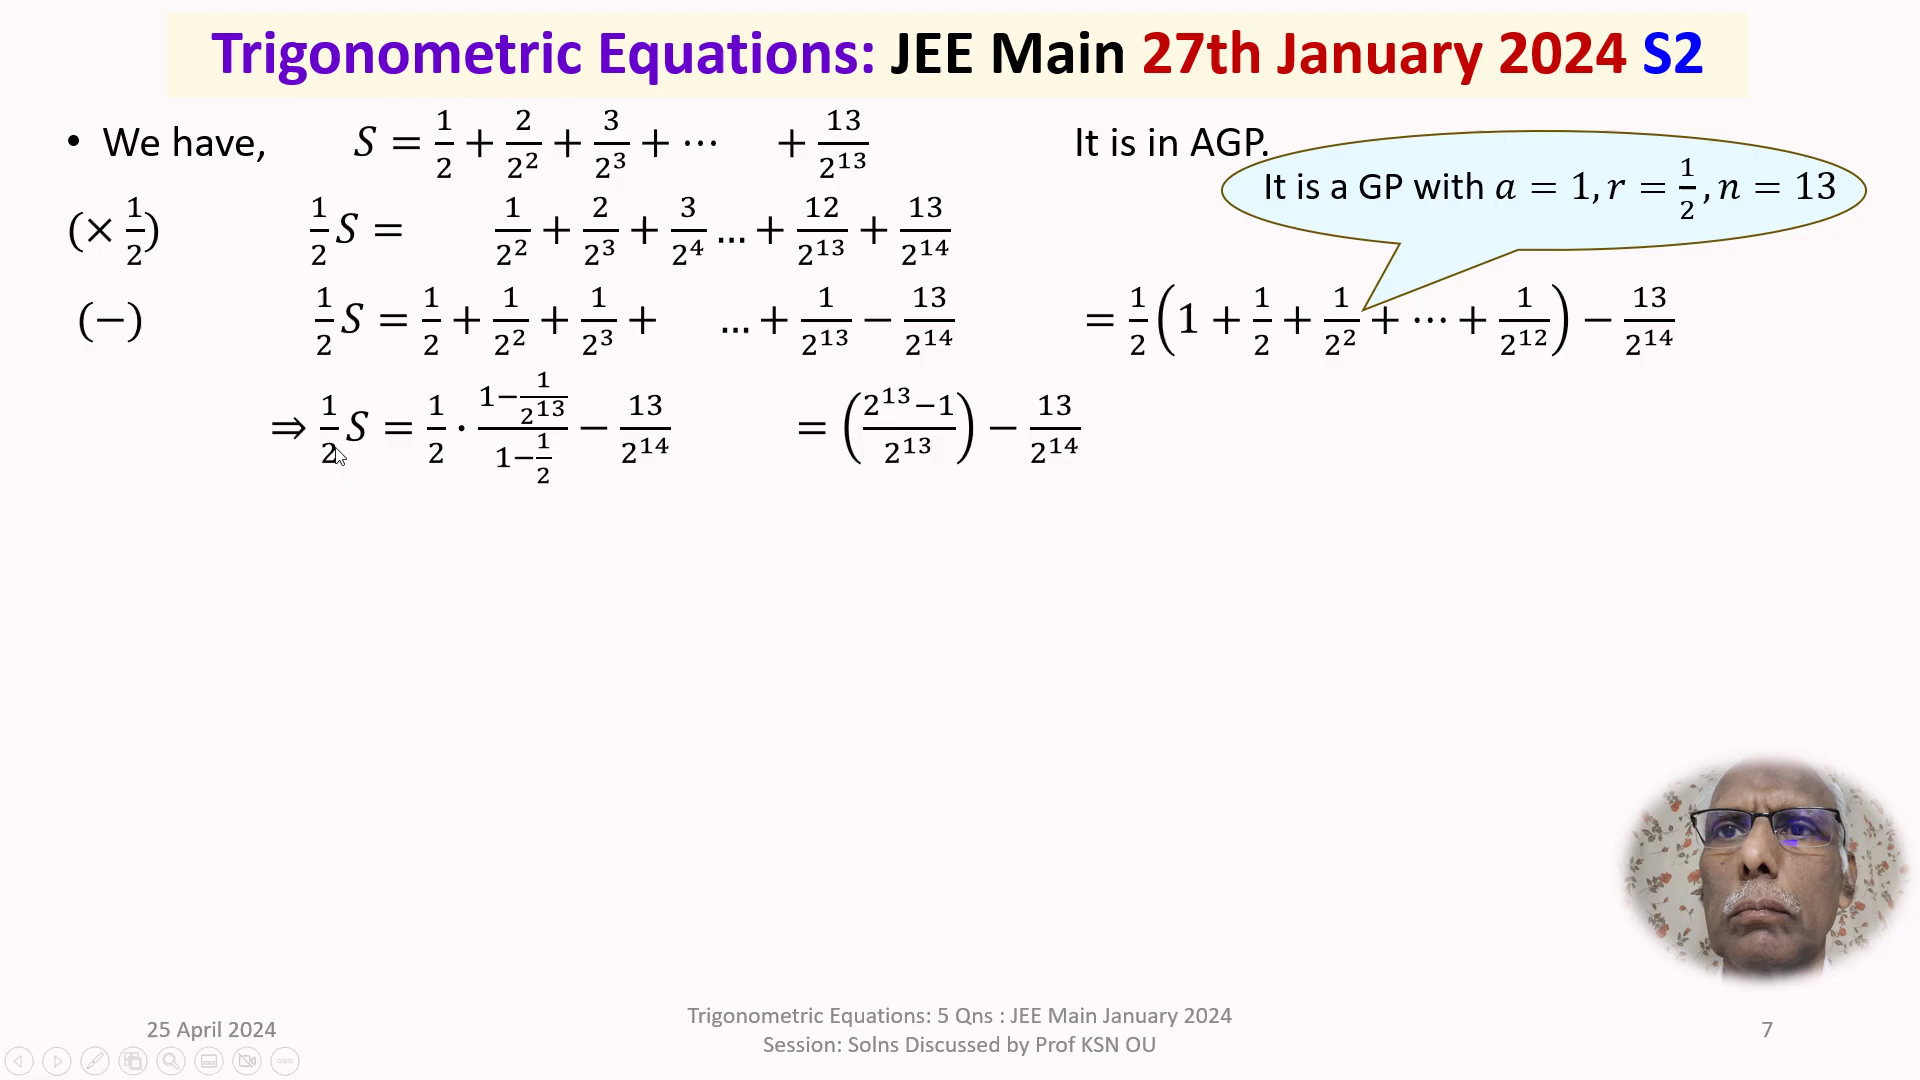 Trigonometric Equations: JEE Main 27th January 2024 S2
• We have, S = 1/2 + 2/2² + 3/2³ + ⋯ + 13/2¹³ It is in AGP.
It is a GP with a = 1, r = 1/2, n = 13
(× 1/2) 1/2 S = 1/2² + 2/2³ + 3/2⁴ ... + 12/2¹³ + 13/2¹⁴
(−) 1/2 S = 1/2 + 1/2² + 1/2³ + ... + 1/2¹³ − 13/2¹⁴ = 1/2 (1 + 1/2 + 1/2² + ⋯ + 1/2¹²) − 13/2¹⁴
⇒ 1/2 S = 1/2 · (1 − 1/2¹³)/(1 − 1/2) − 13/2¹⁴ = ((2¹³ − 1)/2¹³) − 13/2¹⁴
25 April 2024
Trigonometric Equations: 5 Qns : JEE Main January 2024
Session: Solns Discussed by Prof KSN OU
7